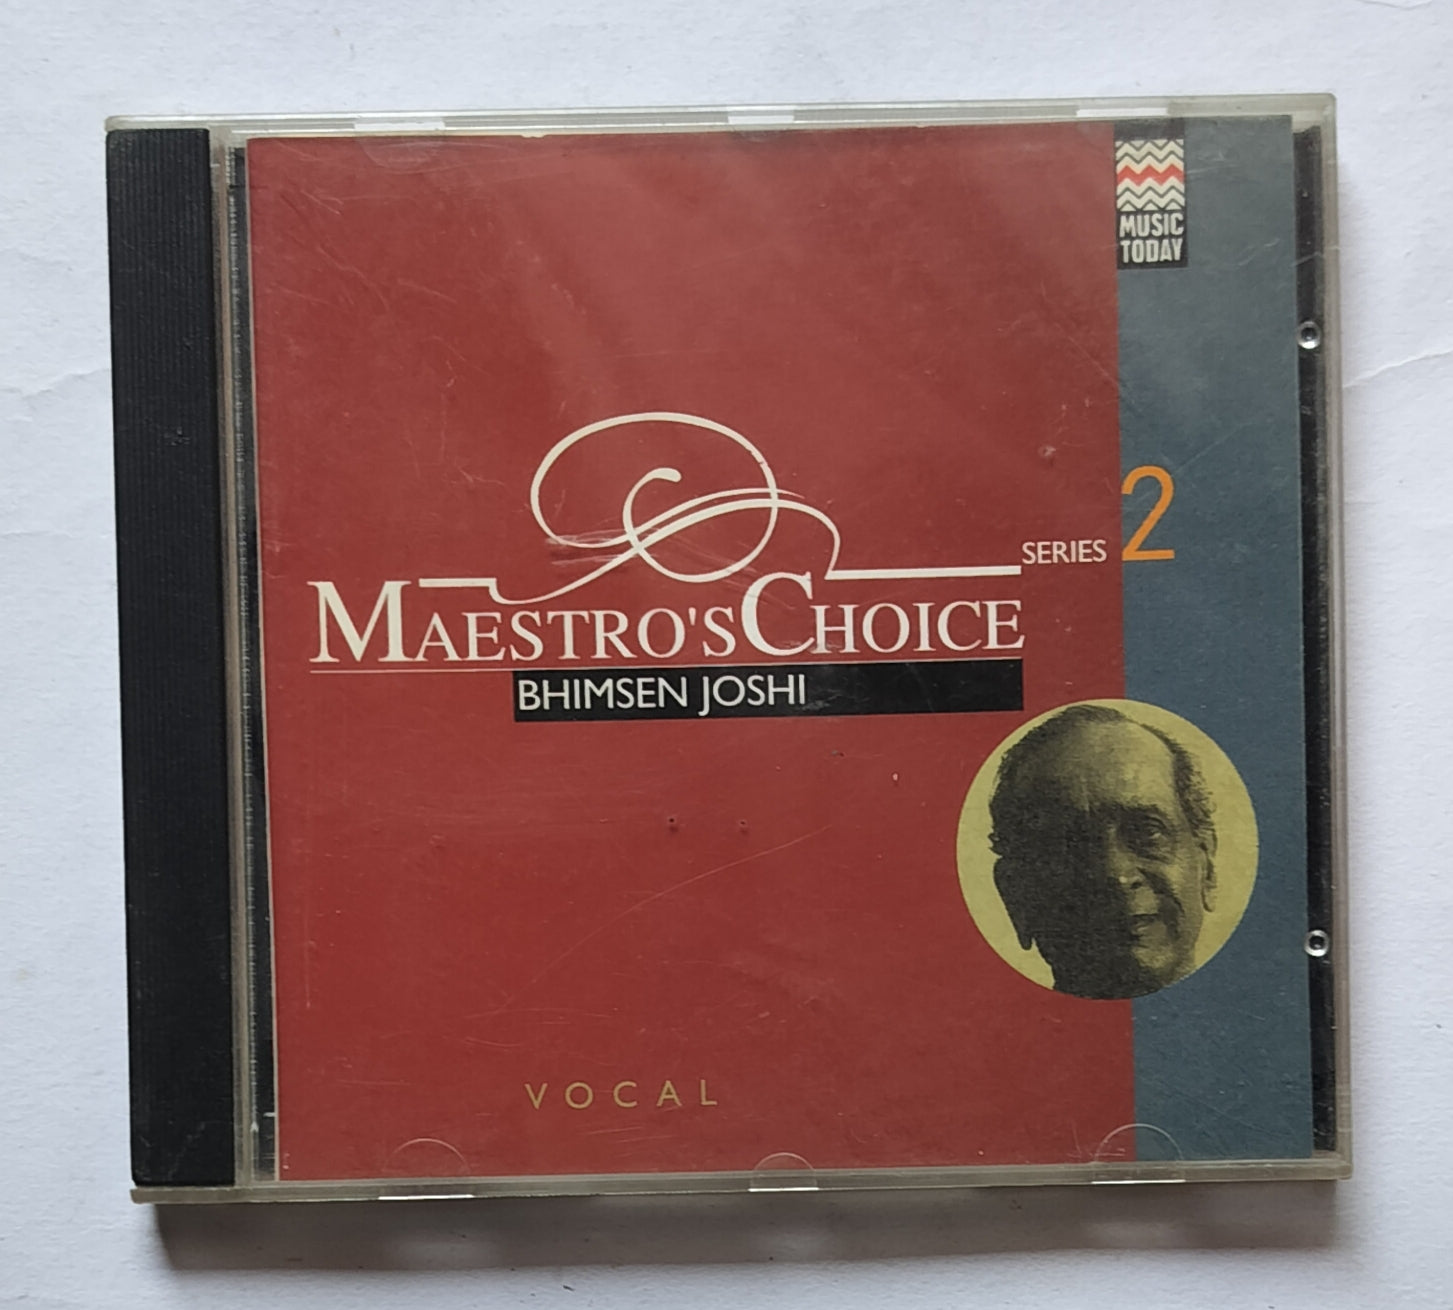 MUSIC
TODAY
SERIES 2
MAESTRO'S CHOICE
BHIMSEN JOSHI
VOCAL